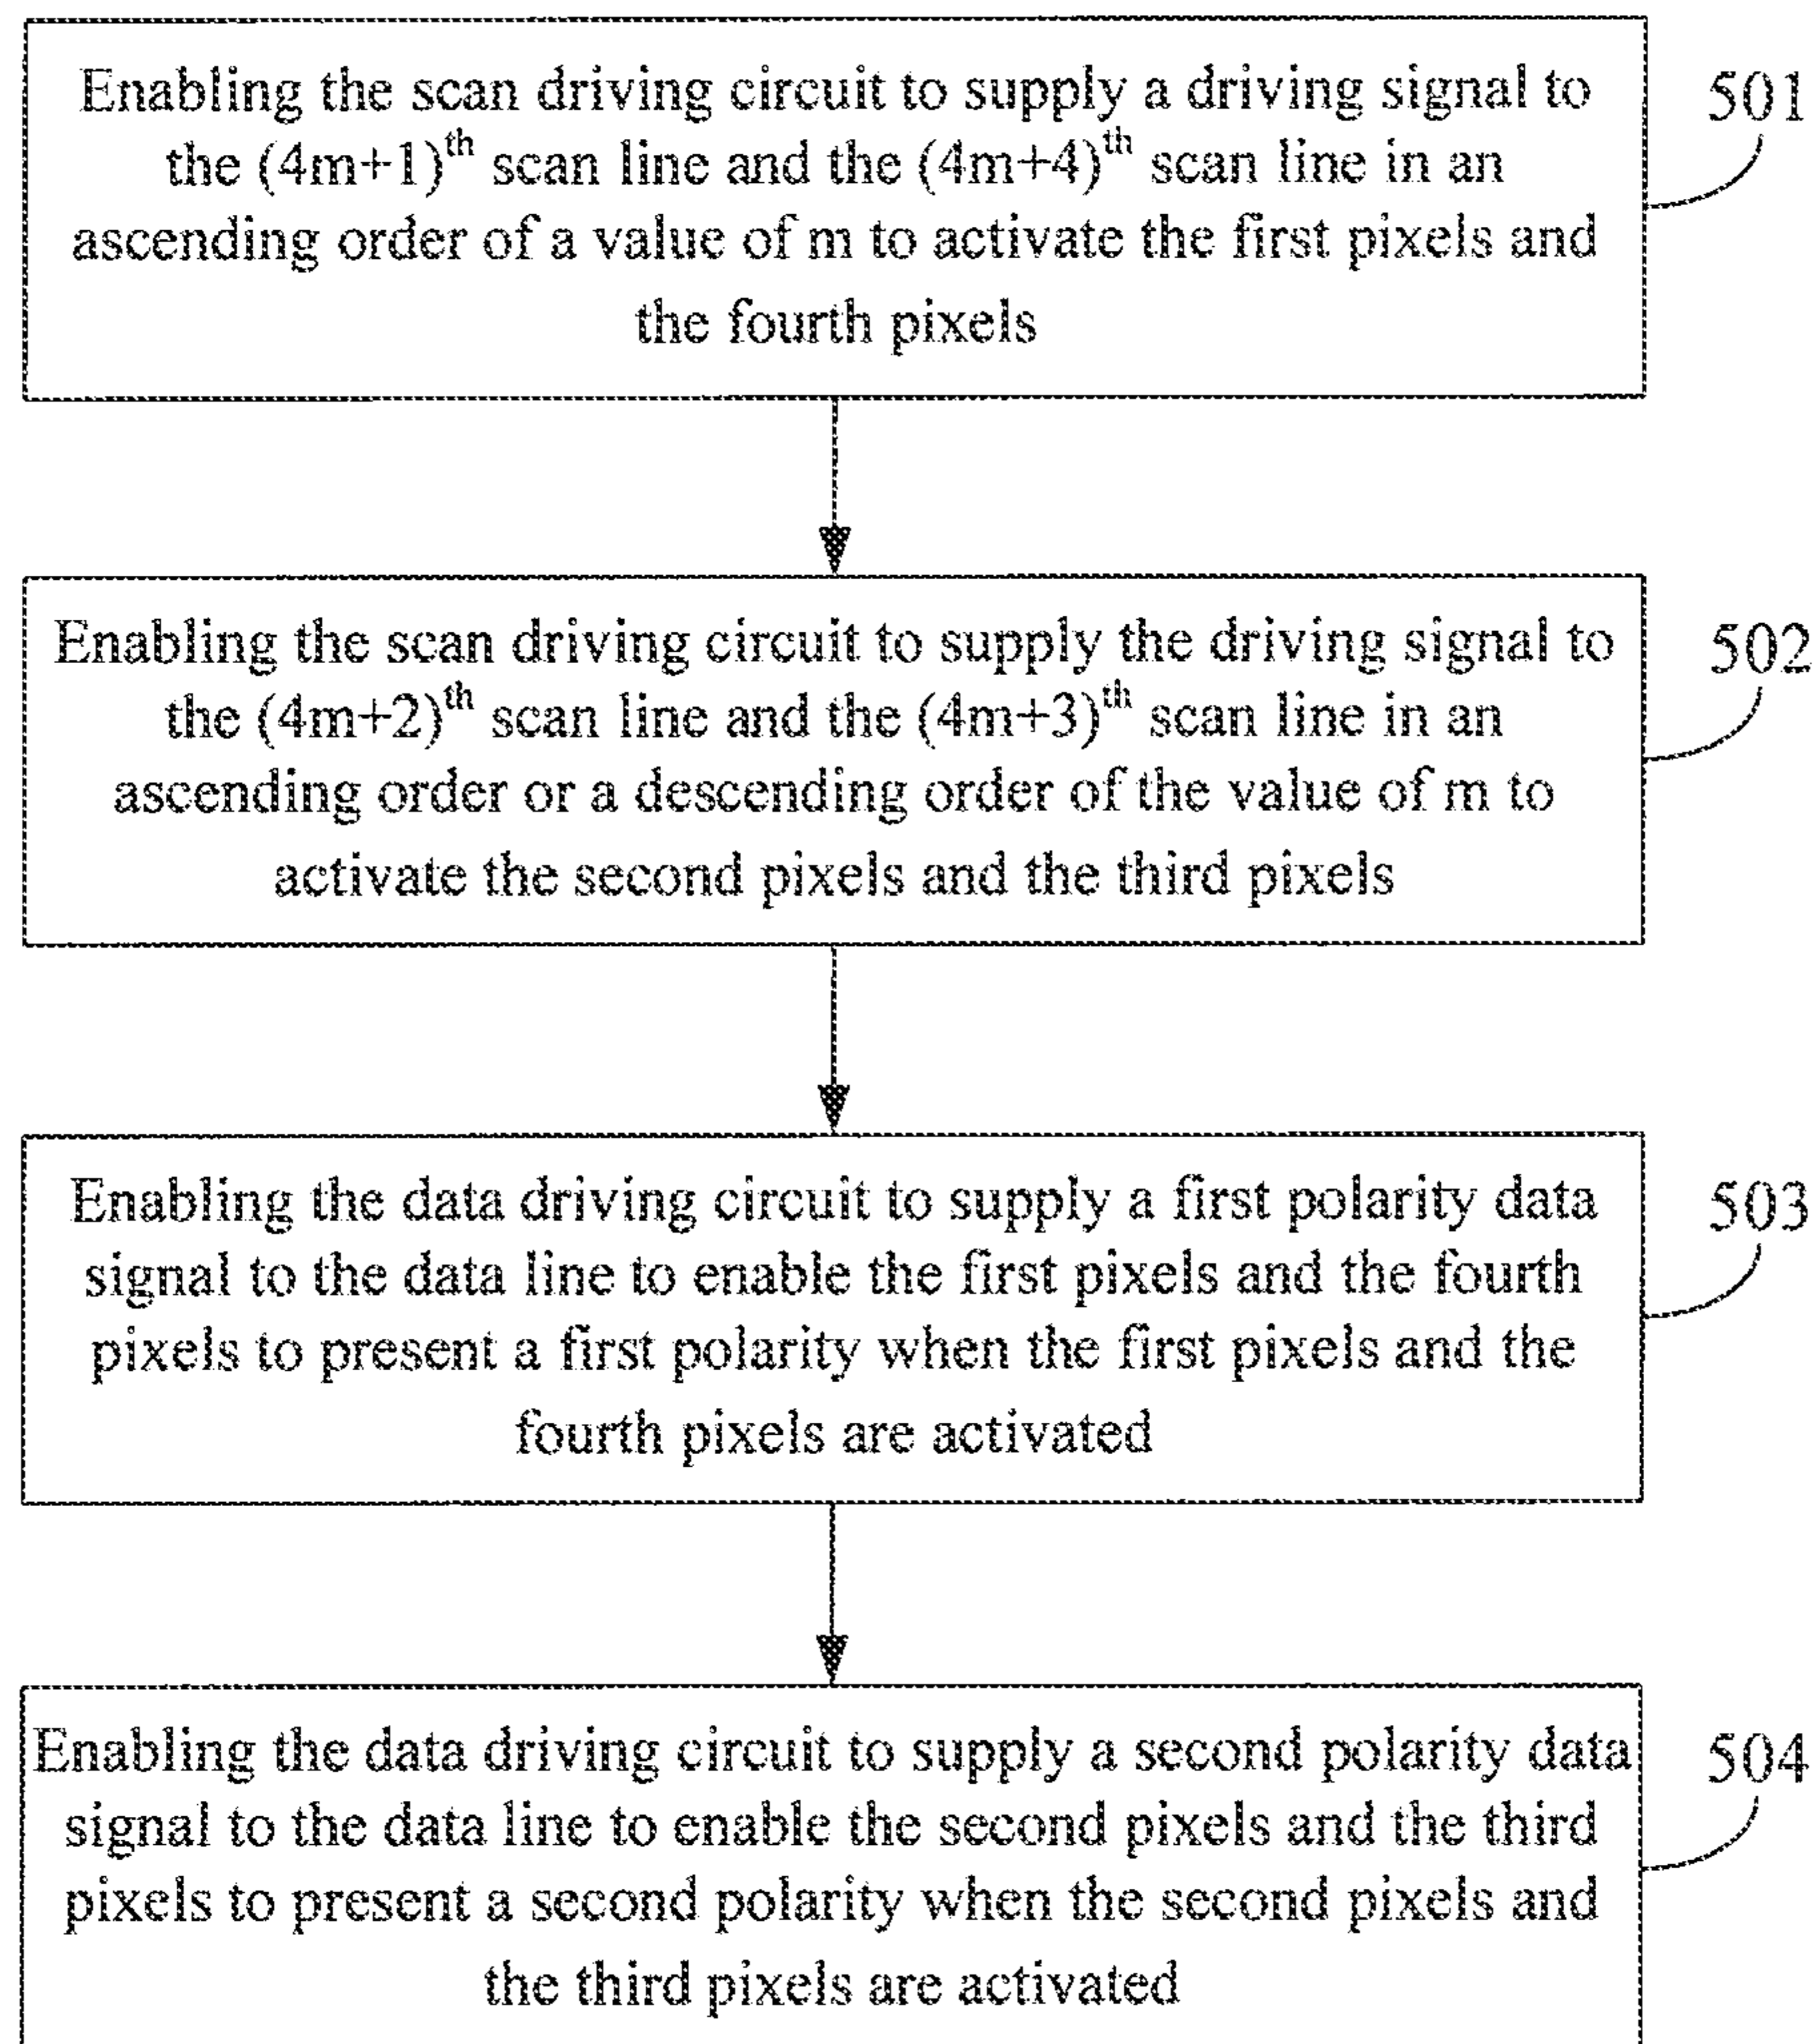 Enabling the scan driving circuit to supply a driving signal to
the (4m+1)th scan line and the (4m+4)th scan line in an
ascending order of a value of m to activate the first pixels and
the fourth pixels
501
Enabling the scan driving circuit to supply the driving signal to
the (4m+2)th scan line and the (4m+3)th scan line in an
ascending order or a descending order of the value of m to
activate the second pixels and the third pixels
502
Enabling the data driving circuit to supply a first polarity data
signal to the data line to enable the first pixels and the fourth
pixels to present a first polarity when the first pixels and the
fourth pixels are activated
503
Enabling the data driving circuit to supply a second polarity data
signal to the data line to enable the second pixels and the third
pixels to present a second polarity when the second pixels and
the third pixels are activated
504